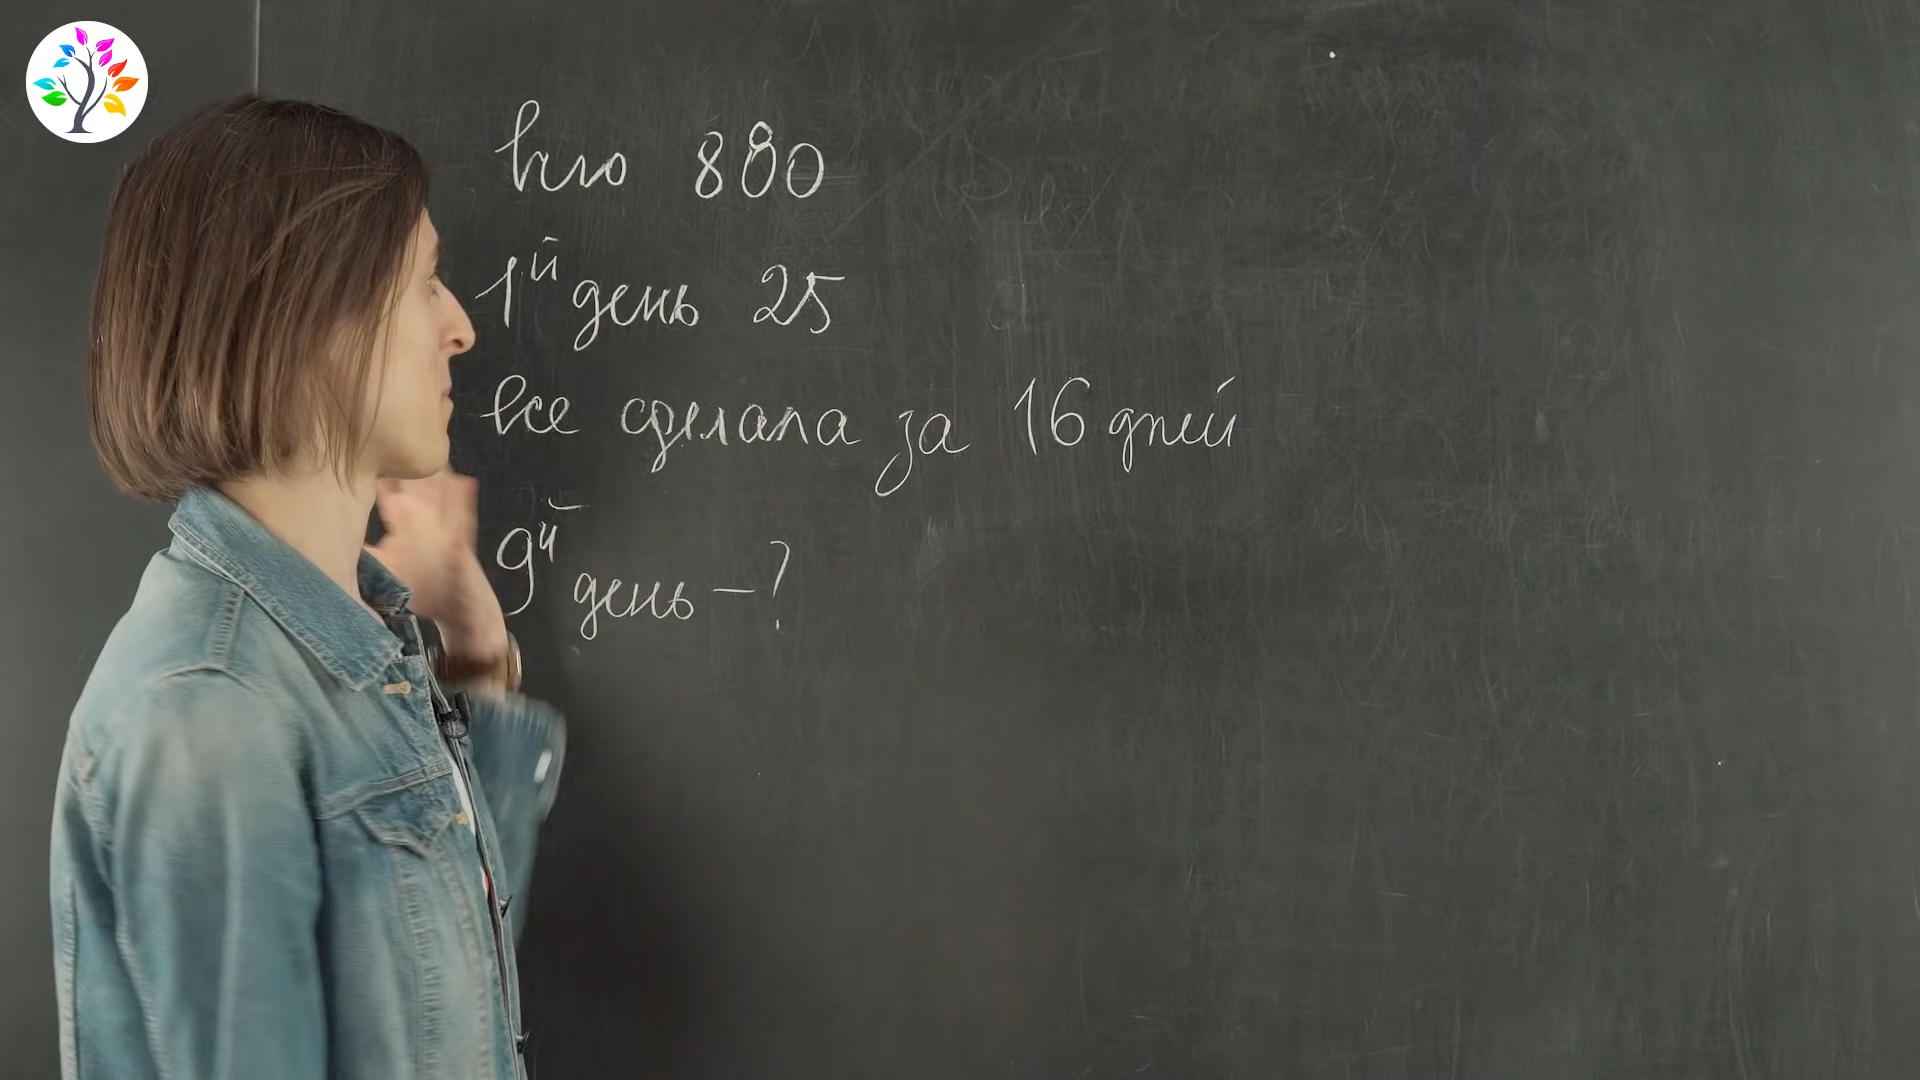 всего 880
1й день 25
все сделала за 16 дней
9й день – ?